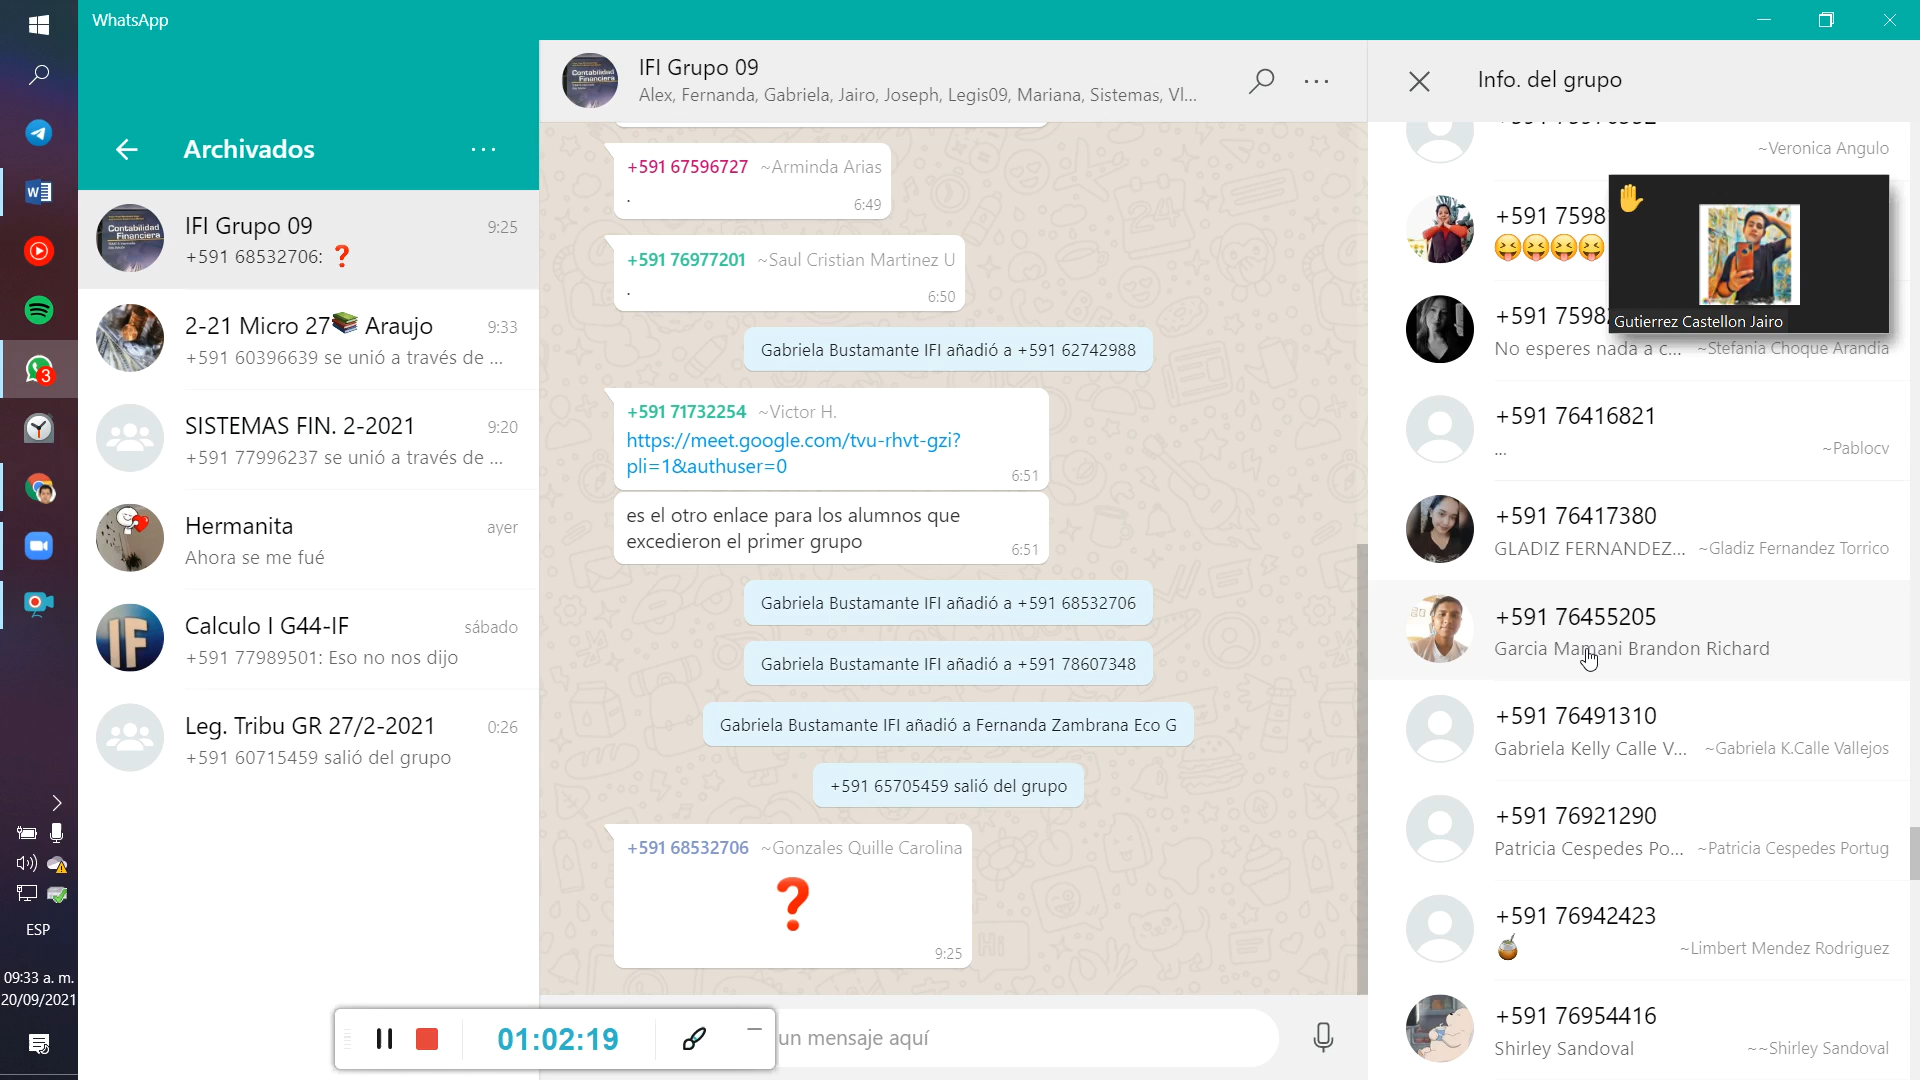 WhatsApp
Archivados
IFI Grupo 09
9:25
+591 68532706: ❓
2-21 Micro 27📚 Araujo
9:33
+591 60396639 se unió a través de ...
SISTEMAS FIN. 2-2021
9:20
+591 77996237 se unió a través de ...
Hermanita
ayer
Ahora se me fué
Calculo I G44-IF
sábado
+591 77989501: Eso no nos dijo
Leg. Tribu GR 27/2-2021
0:26
+591 60715459 salió del grupo
3
ESP
09:33 a. m.
20/09/2021
IFI Grupo 09
Alex, Fernanda, Gabriela, Jairo, Joseph, Legis09, Mariana, Sistemas, Vl...
+591 67596727 ~Arminda Arias
.
6:49
+591 76977201 ~Saul Cristian Martinez U
.
6:50
Gabriela Bustamante IFI añadió a +591 62742988
+591 71732254 ~Victor H.
https://meet.google.com/tvu-rhvt-gzi?
pli=1&authuser=0
6:51
es el otro enlace para los alumnos que
excedieron el primer grupo
6:51
Gabriela Bustamante IFI añadió a +591 68532706
Gabriela Bustamante IFI añadió a +591 78607348
Gabriela Bustamante IFI añadió a Fernanda Zambrana Eco G
+591 65705459 salió del grupo
+591 68532706 ~Gonzales Quille Carolina
❓
9:25
01:02:19
un mensaje aquí
Info. del grupo
~Veronica Angulo
+591 7598
😝😝😝😝
Gutierrez Castellon Jairo
+591 7598
No esperes nada a c... ~Stefania Choque Arandia
+591 76416821
... ~Pablocv
+591 76417380
GLADIZ FERNANDEZ... ~Gladiz Fernandez Torrico
+591 76455205
Garcia Mamani Brandon Richard
+591 76491310
Gabriela Kelly Calle V... ~Gabriela K.Calle Vallejos
+591 76921290
Patricia Cespedes Po... ~Patricia Cespedes Portug
+591 76942423
🧉 ~Limbert Mendez Rodriguez
+591 76954416
Shirley Sandoval ~~Shirley Sandoval